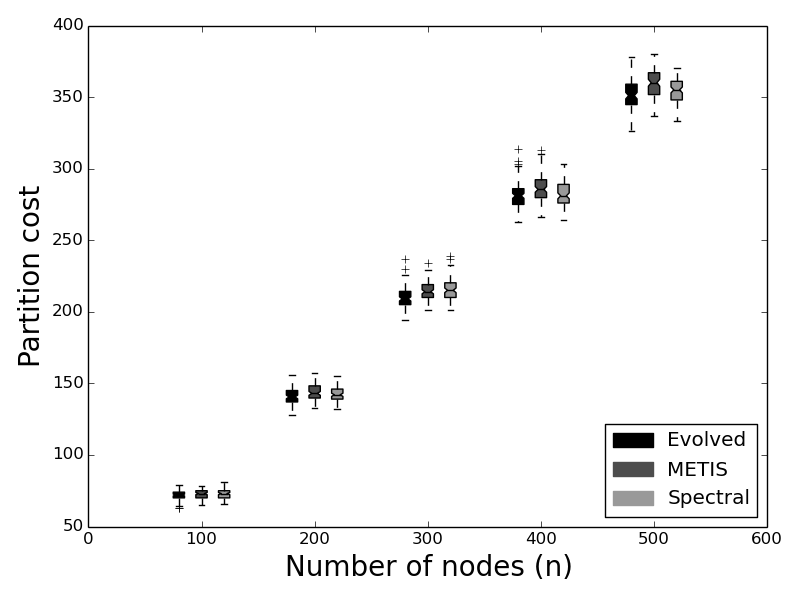 400
350
300
250
200
150
100
50
Partition cost
Evolved
METIS
Spectral
0 100 200 300 400 500 600
Number of nodes (n)